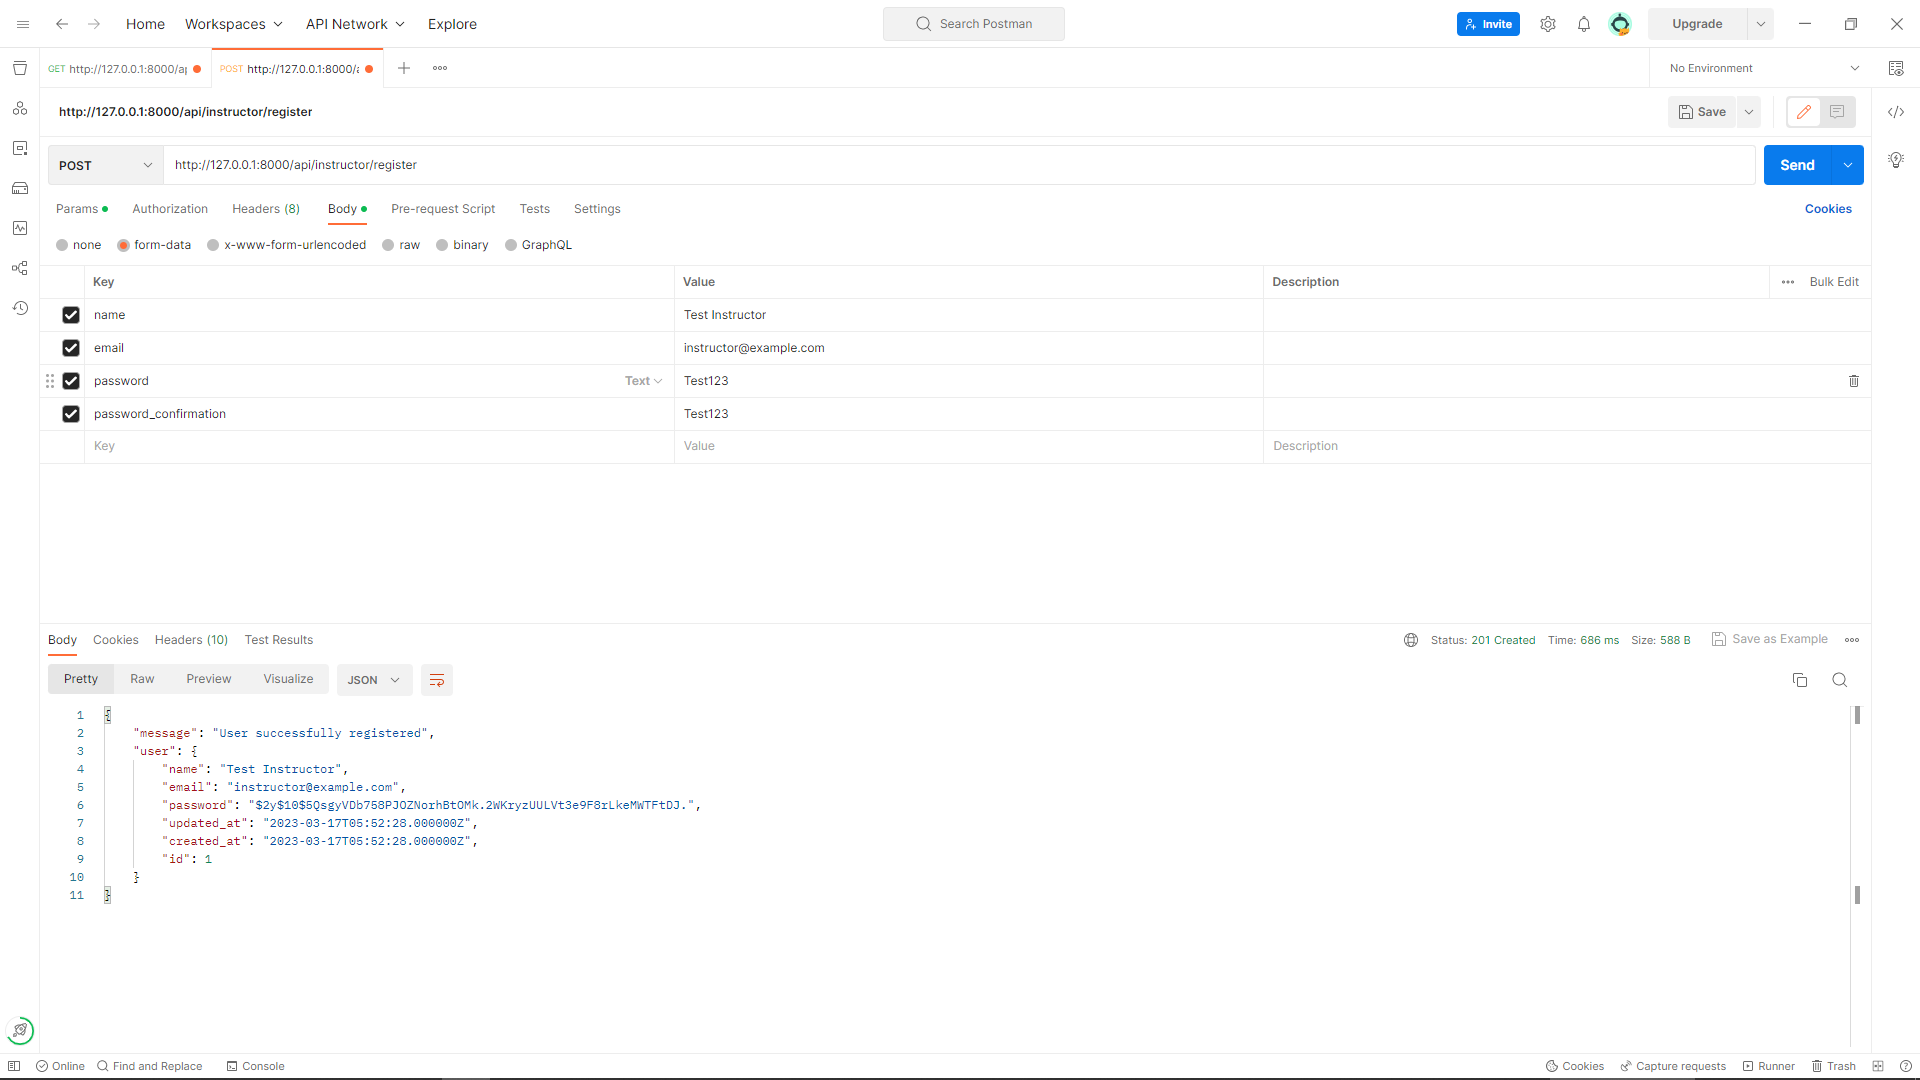 Home Workspaces API Network Explore Search Postman Invite Upgrade
GET http://127.0.0.1:8000/a POST http://127.0.0.1:8000/a No Environment
http://127.0.0.1:8000/api/instructor/register Save
POST http://127.0.0.1:8000/api/instructor/register Send
Params Authorization Headers (8) Body Pre-request Script Tests Settings Cookies
none form-data x-www-form-urlencoded raw binary GraphQL
Key Value Description Bulk Edit
name Test Instructor
email instructor@example.com
password Text Test123
password_confirmation Test123
Key Value Description
Body Cookies Headers (10) Test Results Status: 201 Created Time: 686 ms Size: 588 B Save as Example
Pretty Raw Preview Visualize JSON
1 {
2 "message": "User successfully registered",
3 "user": {
4 "name": "Test Instructor",
5 "email": "instructor@example.com",
6 "password": "$2y$10$5QsgyVDb758PJOZNorhBtOMk.2WKryzUULVt3e9F8rLkeMWTFtDJ.",
7 "updated_at": "2023-03-17T05:52:28.000000Z",
8 "created_at": "2023-03-17T05:52:28.000000Z",
9 "id": 1
10 }
11 }
Online Find and Replace Console Cookies Capture requests Runner Trash